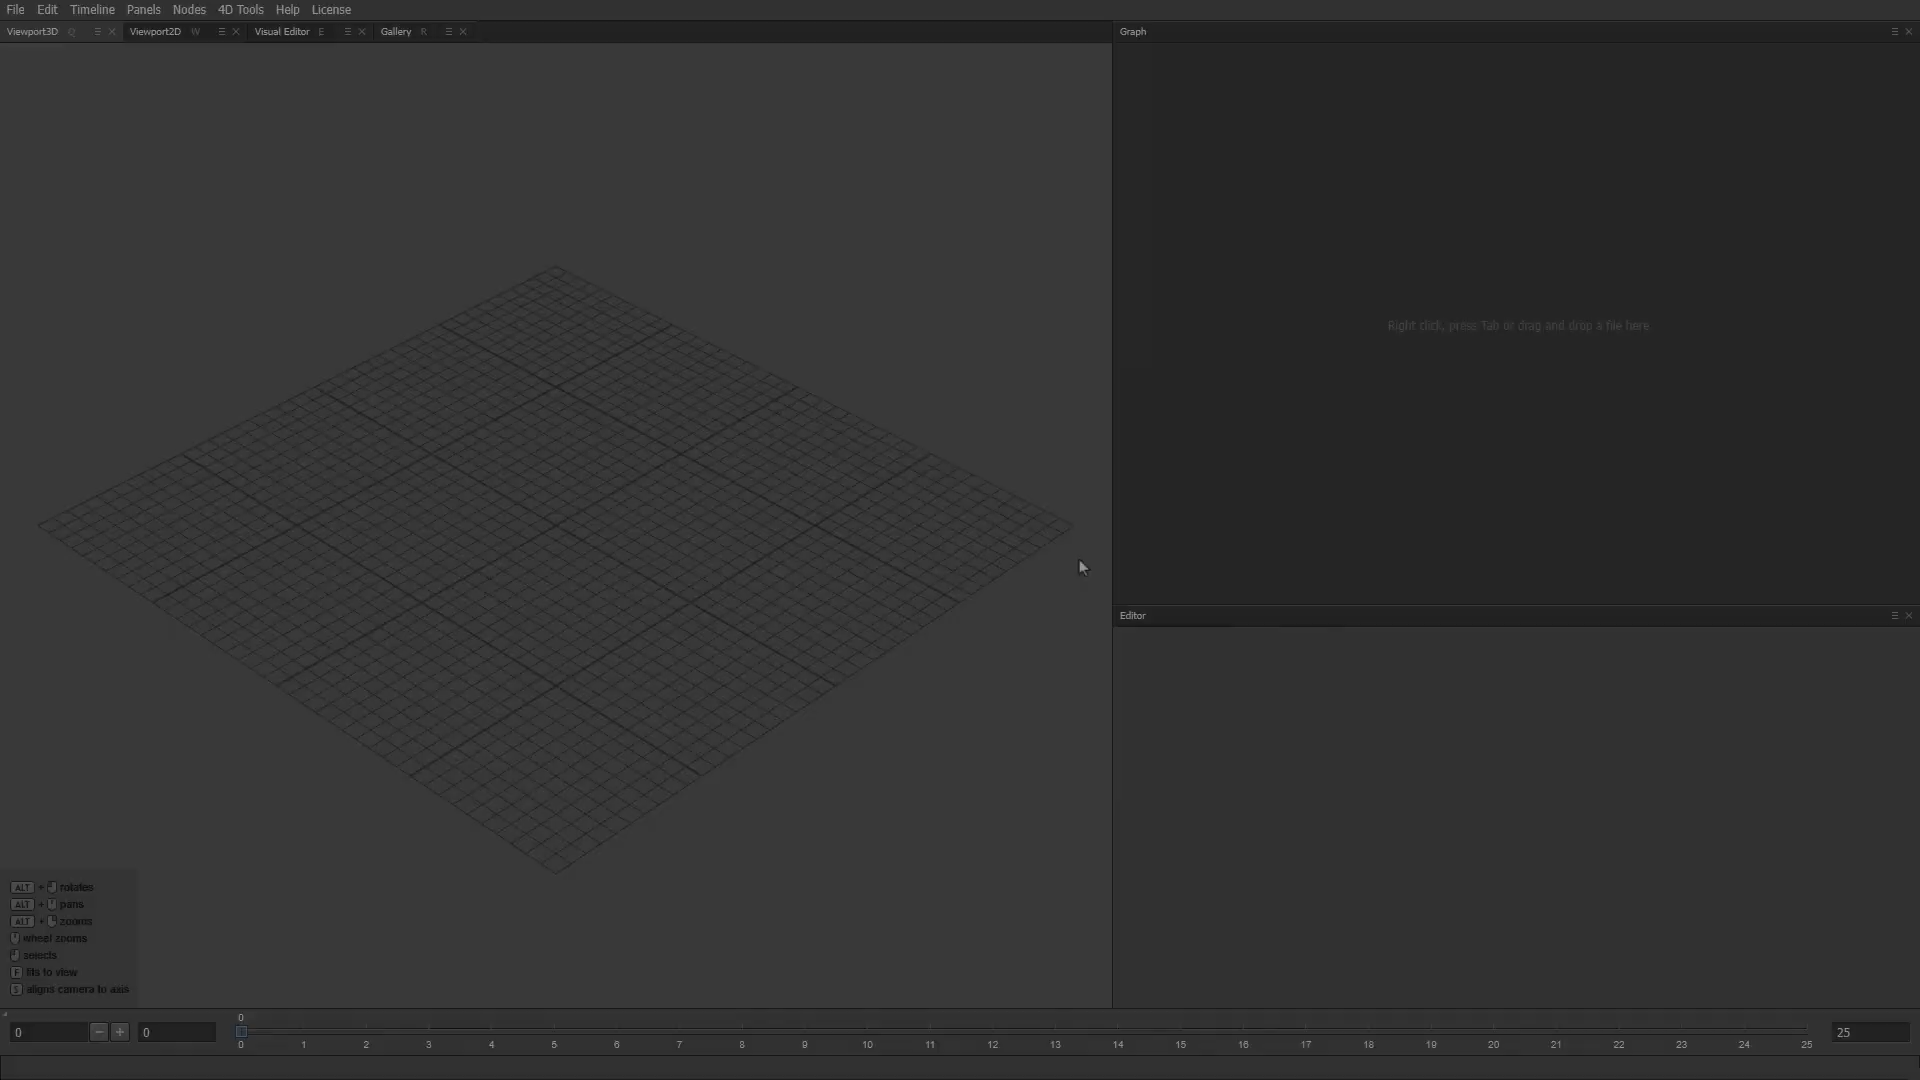 File Edit Timeline Panels Nodes 4D Tools Help License
Viewport3D Q Viewport2D W Visual Editor E Gallery R
Graph
Right click, press Tab or drag and drop a file here
Editor
ALT + rotates
ALT + pans
ALT + zooms
wheel zooms
selects
F fits to view
S aligns camera to axis
0
0 0 25
0 1 2 3 4 5 6 7 8 9 10 11 12 13 14 15 16 17 18 19 20 21 22 23 24 25